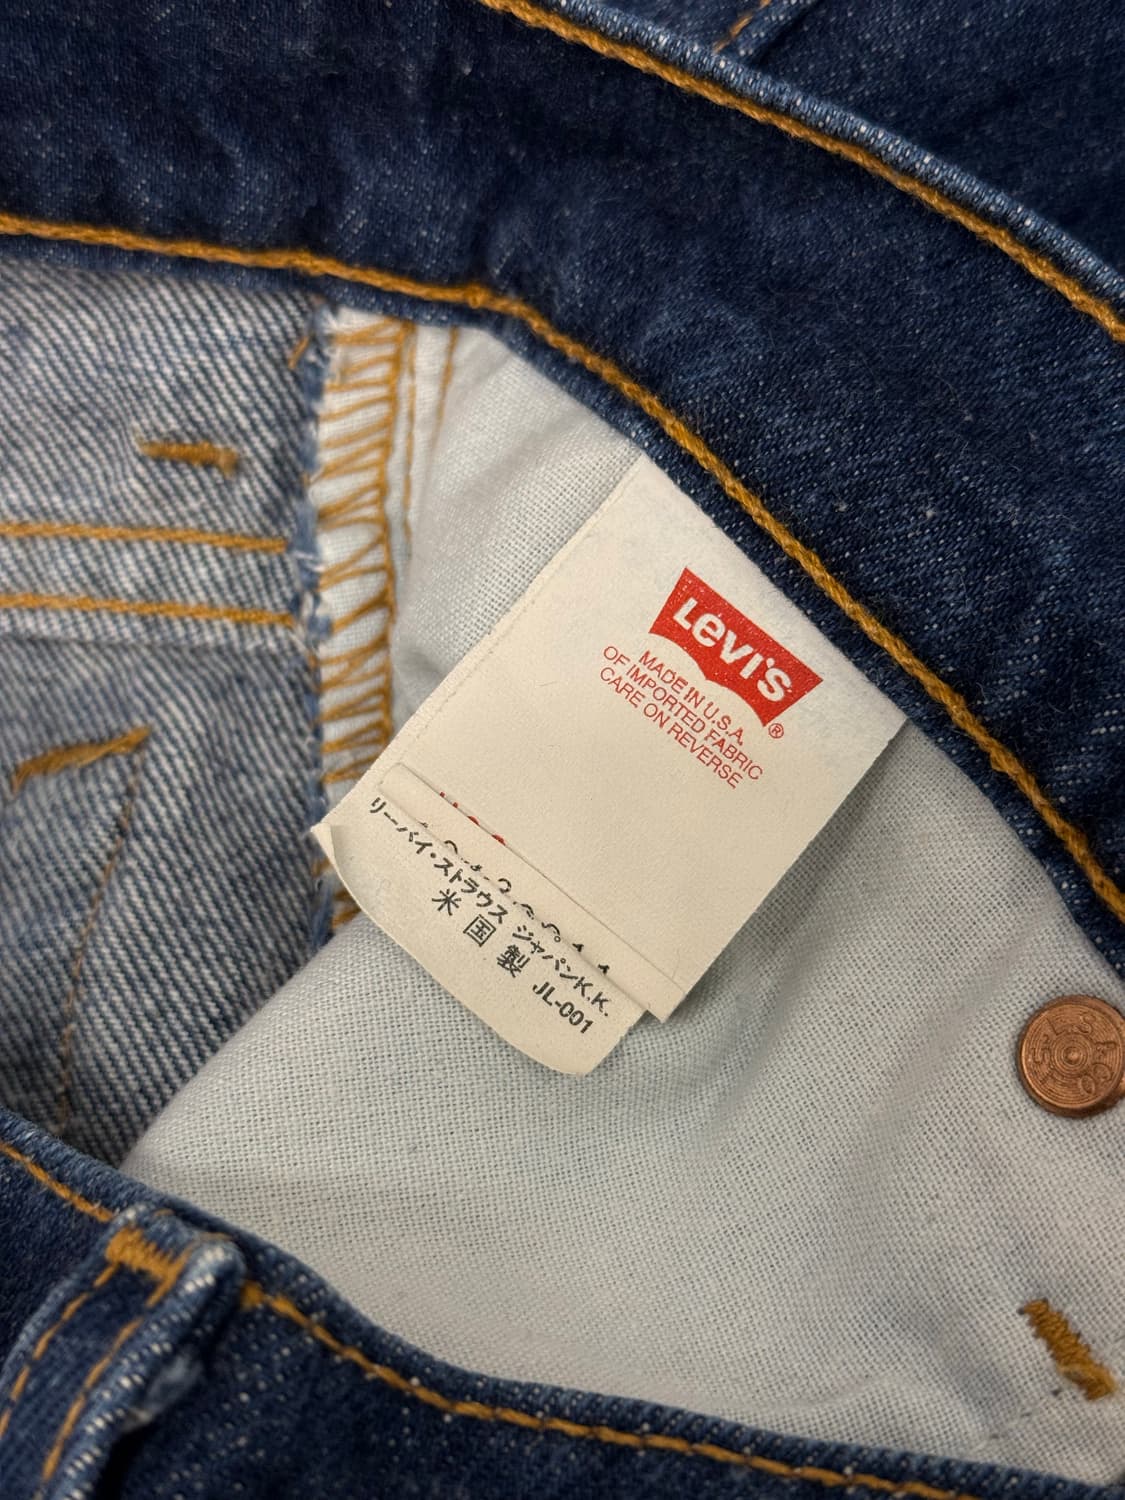 Levi's®
MADE IN U.S.A.
OF IMPORTED FABRIC
CARE ON REVERSE
リーバイ・ストラウス ジャパンK.K.
米国製 JL-001